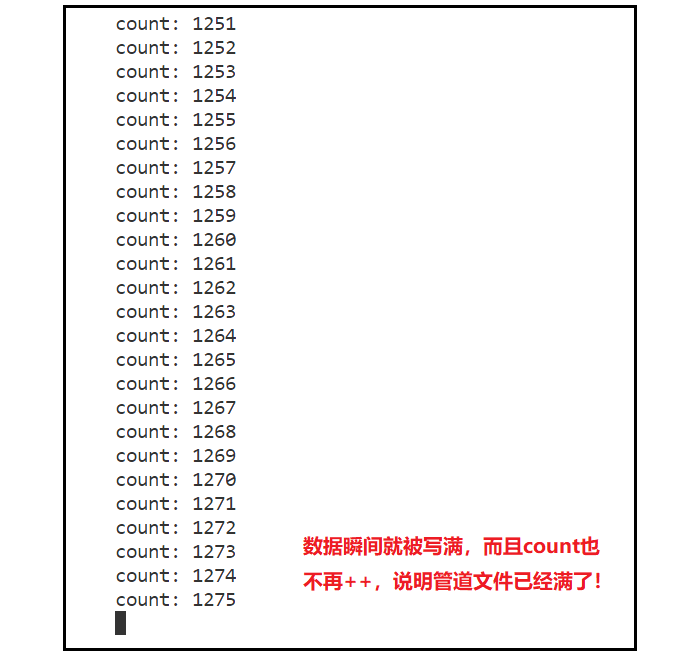 count: 1251
count: 1252
count: 1253
count: 1254
count: 1255
count: 1256
count: 1257
count: 1258
count: 1259
count: 1260
count: 1261
count: 1262
count: 1263
count: 1264
count: 1265
count: 1266
count: 1267
count: 1268
count: 1269
count: 1270
count: 1271
count: 1272
count: 1273
count: 1274
count: 1275
数据瞬间就被写满，而且count也
不再++，说明管道文件已经满了！